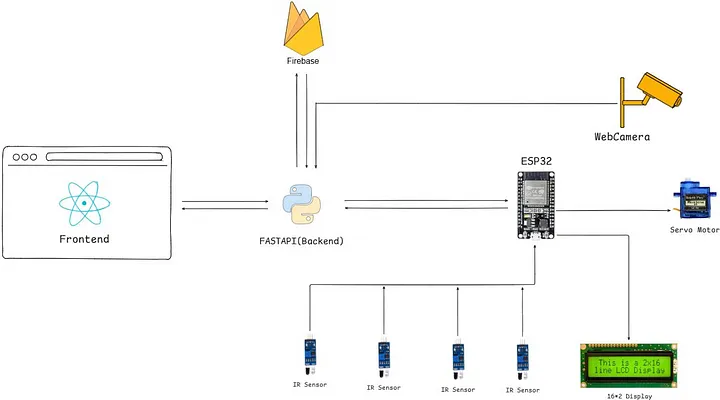 Firebase
WebCamera
ESP32
Frontend
FASTAPI(Backend)
Servo Motor
IR Sensor
IR Sensor
IR Sensor
IR Sensor
This is a 2x16
line LCD Display
16*2 Display